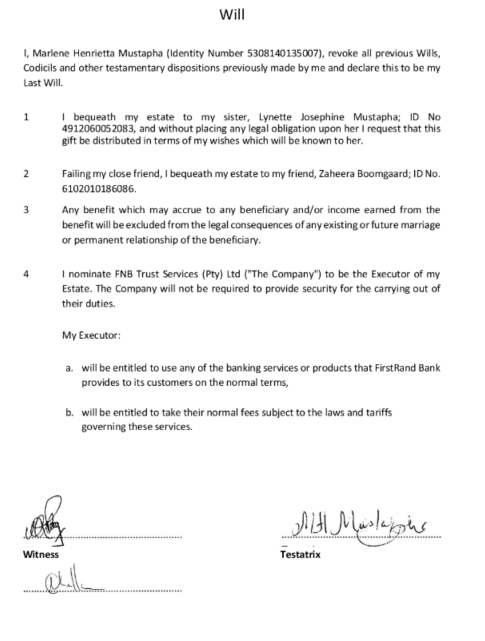 Will
I, Marlene Henrietta Mustapha (Identity Number 5308140135007), revoke all previous Wills,
Codicils and other testamentary dispositions previously made by me and declare this to be my
Last Will.
1 I bequeath my estate to my sister, Lynette Josephine Mustapha; ID No
4912060052083, and without placing any legal obligation upon her I request that this
gift be distributed in terms of my wishes which will be known to her.
2 Failing my close friend, I bequeath my estate to my friend, Zaheera Boomgaard; ID No.
6102010186086.
3 Any benefit which may accrue to any beneficiary and/or income earned from the
benefit will be excluded from the legal consequences of any existing or future marriage
or permanent relationship of the beneficiary.
4 I nominate FNB Trust Services (Pty) Ltd ("The Company") to be the Executor of my
Estate. The Company will not be required to provide security for the carrying out of
their duties.
My Executor:
a. will be entitled to use any of the banking services or products that FirstRand Bank
provides to its customers on the normal terms,
b. will be entitled to take their normal fees subject to the laws and tariffs
governing these services.
MH Mustapha
Witness Testatrix